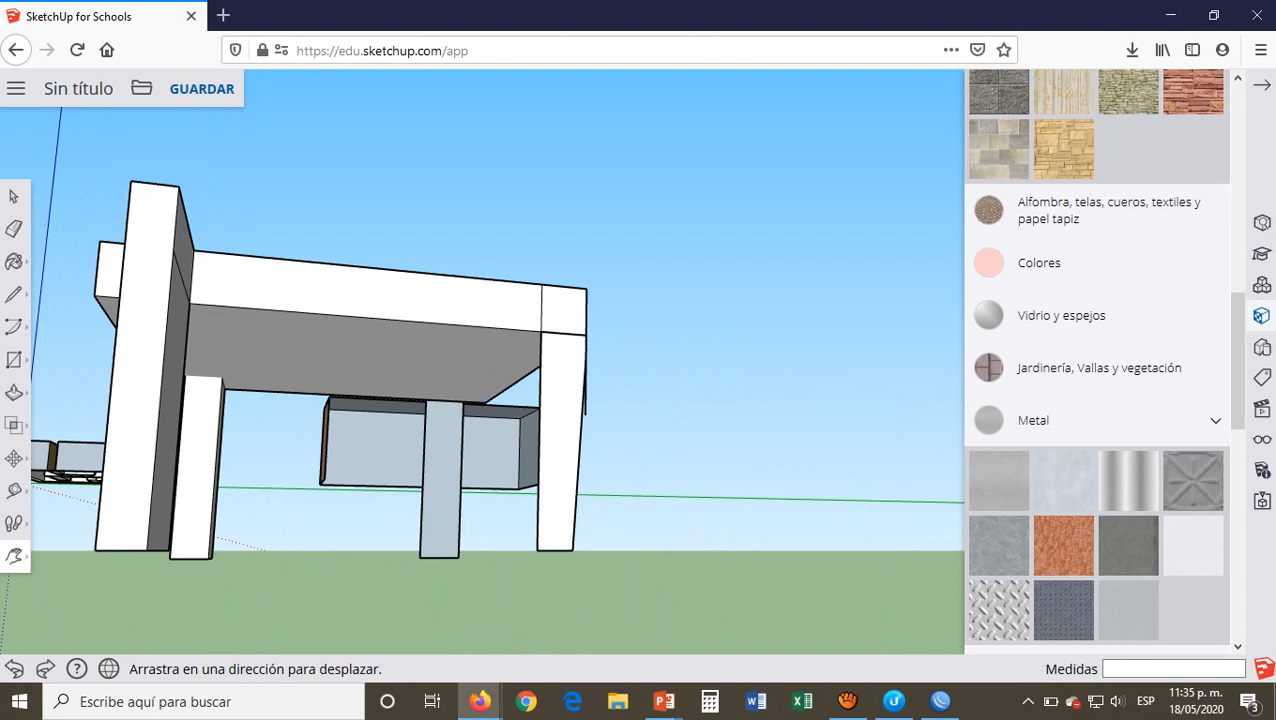 SketchUp for Schools
https://edu.sketchup.com/app
Sin título
GUARDAR
Alfombra, telas, cueros, textiles y
papel tapiz
Colores
Vidrio y espejos
Jardinería, Vallas y vegetación
Metal
Arrastra en una dirección para desplazar.
Medidas
Escribe aquí para buscar
ESP
11:35 p. m.
18/05/2020
3